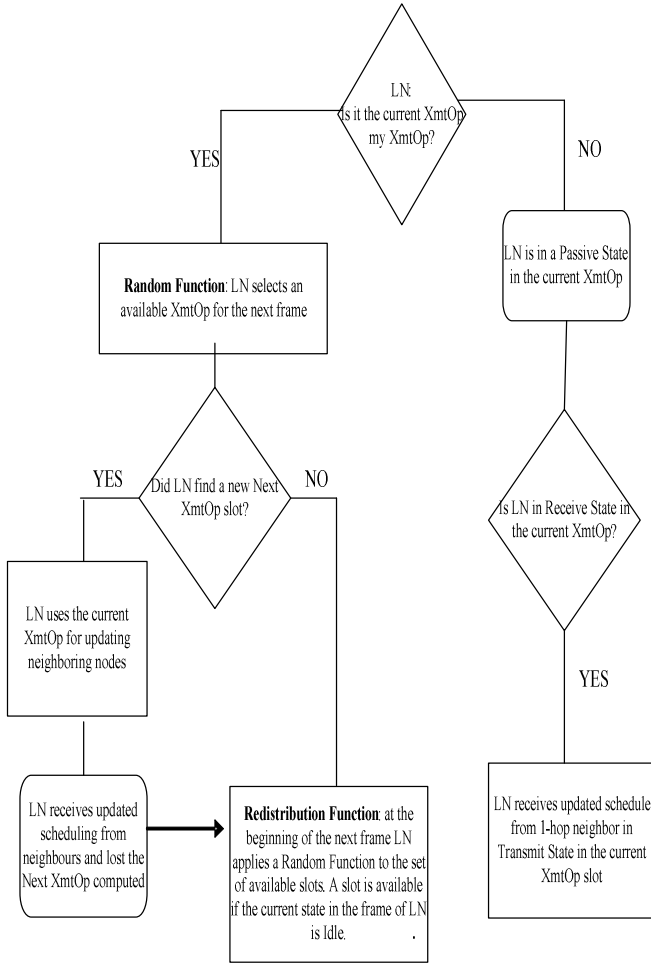 LN:
Is it the current XmtOp
my XmtOp?
YES
NO
LN is in a Passive State
in the current XmtOp
Random Function: LN selects an
available XmtOp for the next frame
YES
Did LN find a new Next
XmtOp slot?
NO
Is LN in Receive State in
the current XmtOp?
LN uses the current
XmtOp for updating
neighboring nodes
YES
LN receives updated
scheduling from
neighbours and lost the
Next XmtOp computed
Redistribution Function: at the
beginning of the next frame LN
applies a Random Function to the set
of available slots. A slot is available
if the current state in the frame of LN
is Idle. .
LN receives updated schedule
from 1-hop neighbor in
Transmit State in the current
XmtOp slot